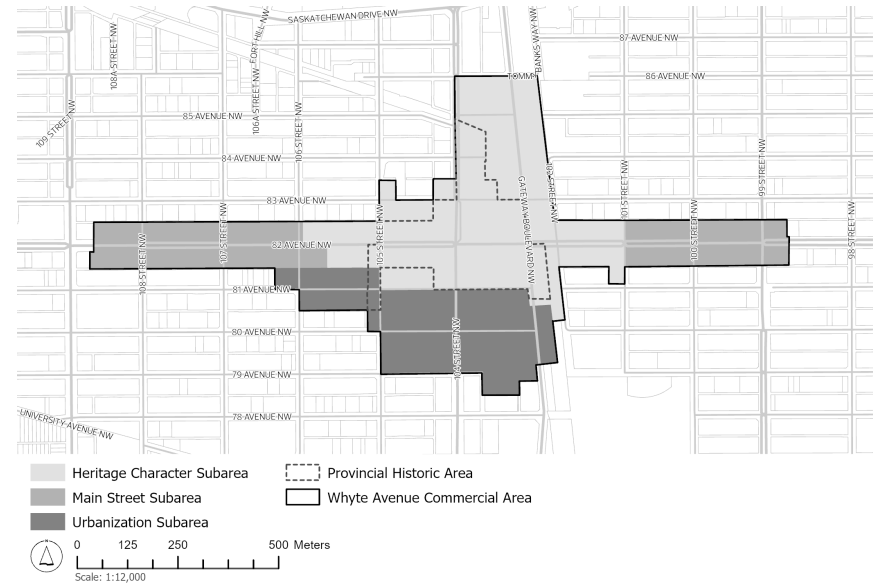 SASKATCHEWAN DRIVE NW
87 AVENUE NW
108A STREET NW
FORT HILL NW
BANKS WAY NW
TOMM
86 AVENUE NW
85 AVENUE NW
106A STREET NW
106 STREET NW
109 STREET NW
84 AVENUE NW
83 AVENUE NW
GATEWAY BOULEVARD NW
STREET NW
101 STREET NW
99 STREET NW
108 STREET NW
107 STREET NW
82 AVENUE NW
105 STREET NW
100 STREET NW
98 STREET NW
81 AVENUE NW
80 AVENUE NW
104 STREET NW
79 AVENUE NW
78 AVENUE NW
UNIVERSITY AVENUE NW
Heritage Character Subarea
Main Street Subarea
Urbanization Subarea
Provincial Historic Area
Whyte Avenue Commercial Area
N
0 125 250 500 Meters
Scale: 1:12,000